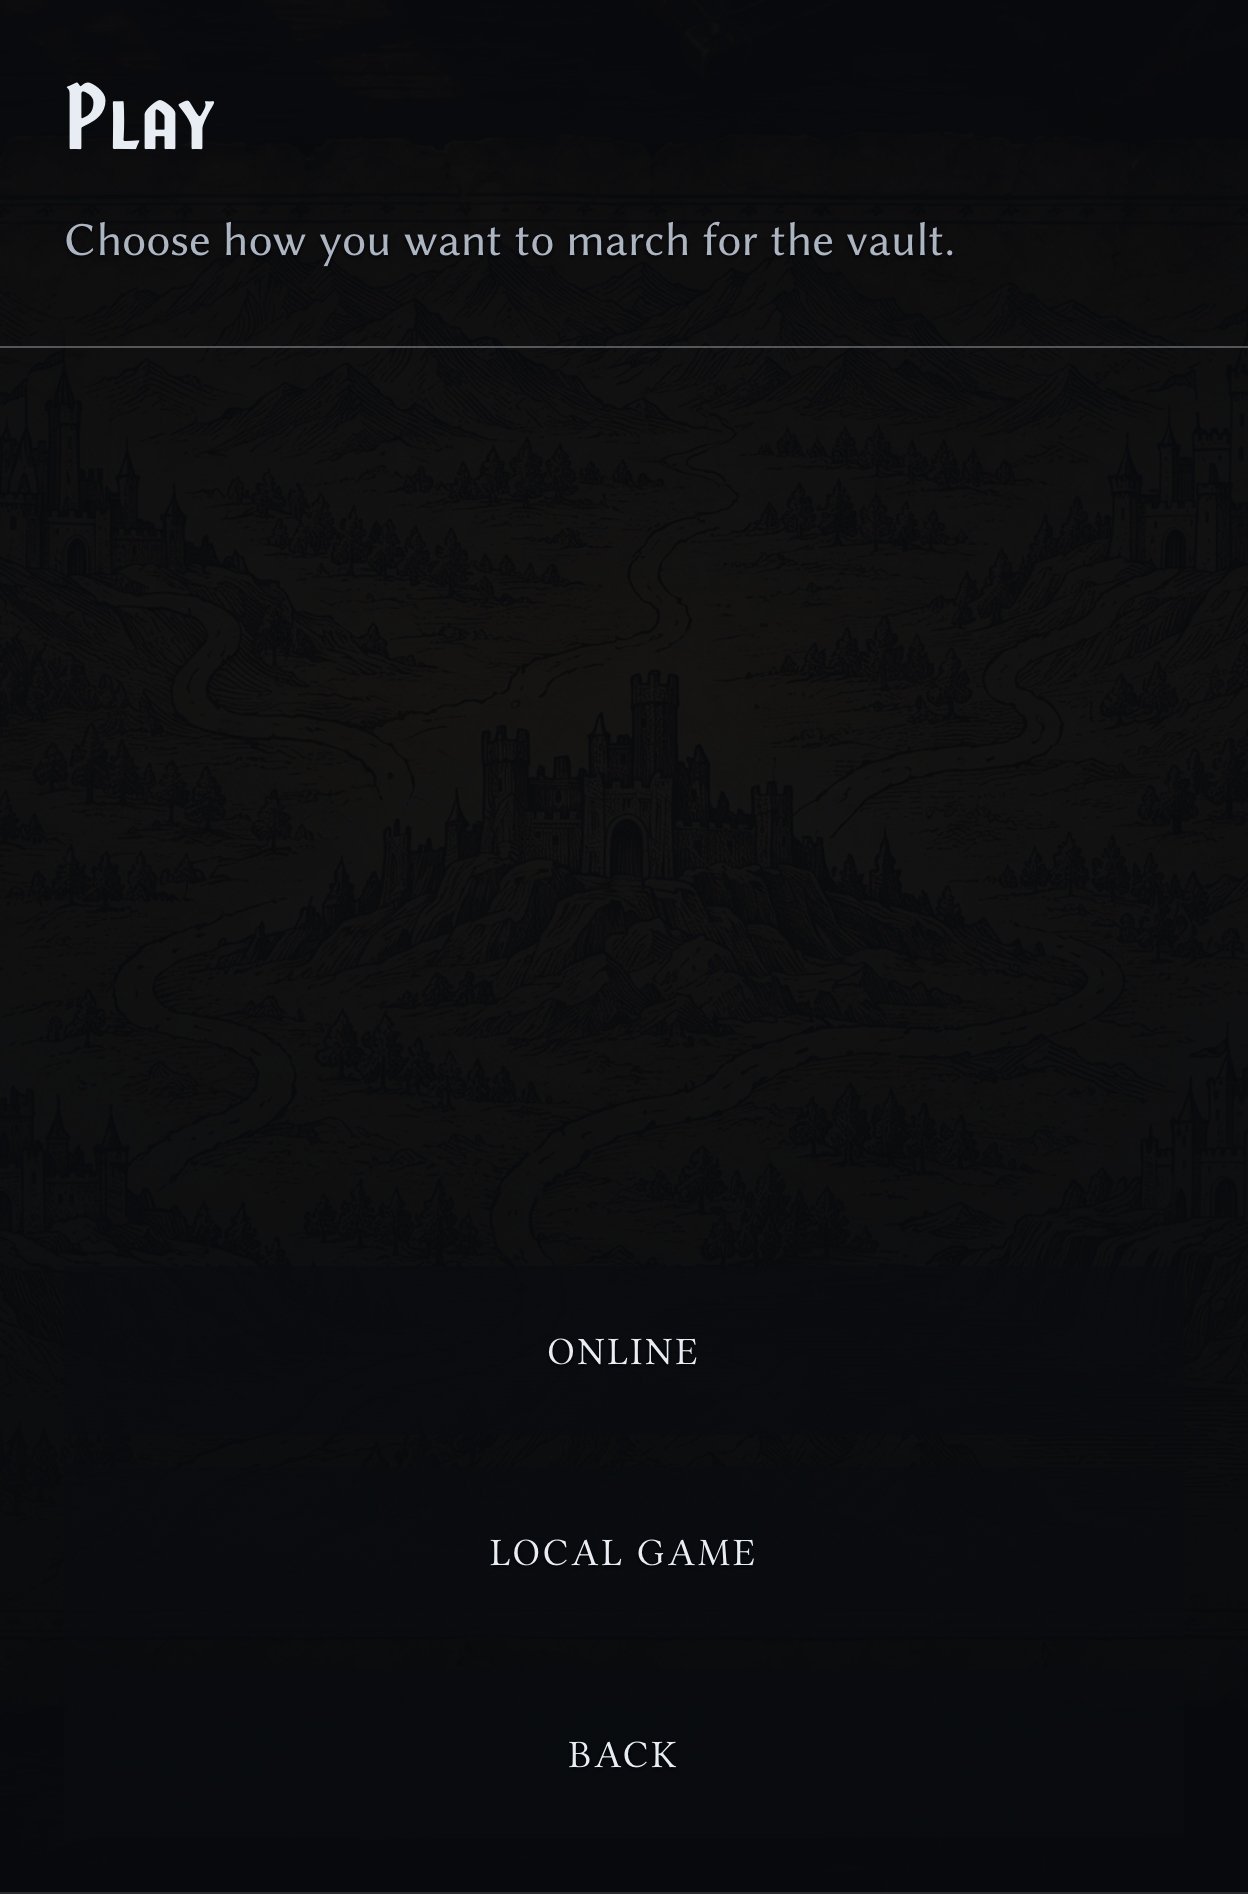 Play
Choose how you want to march for the vault.
ONLINE
LOCAL GAME
BACK